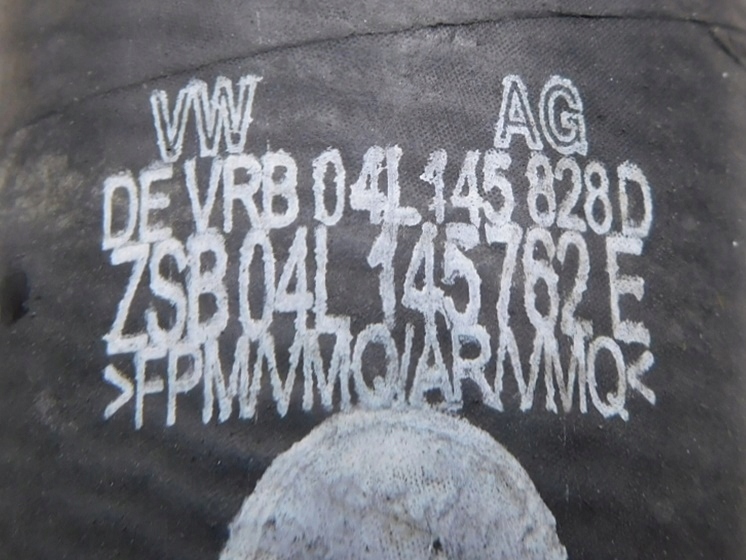 VW AG
DE VRB 04L 145 828 D
ZSB 04L 145 762 E
>FPM/VMQ/AR/VMQ<